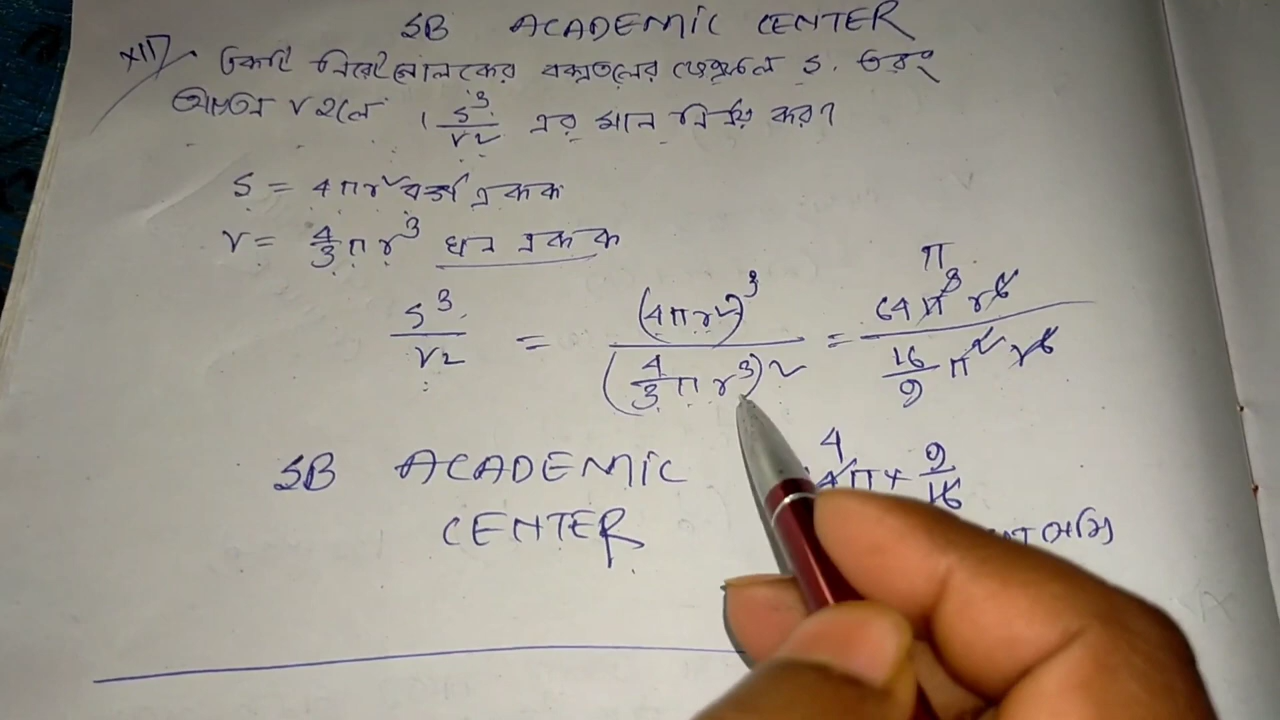 SB ACADEMIC CENTER
XII) একটি নিরেট গোলকের বক্রতলের ক্ষেত্রফল S. এবং
আয়তন V হলে, S³/V² এর মান নির্ণয় কর।
S = 4πr² বর্গ একক
V = 4/3 πr³ ঘন একক
S³/V² = (4πr²)³/(4/3 πr³)² = 64π³r⁶/(16/9 π²r⁶)
π
4
4π × 9/16
SB ACADEMIC
CENTER